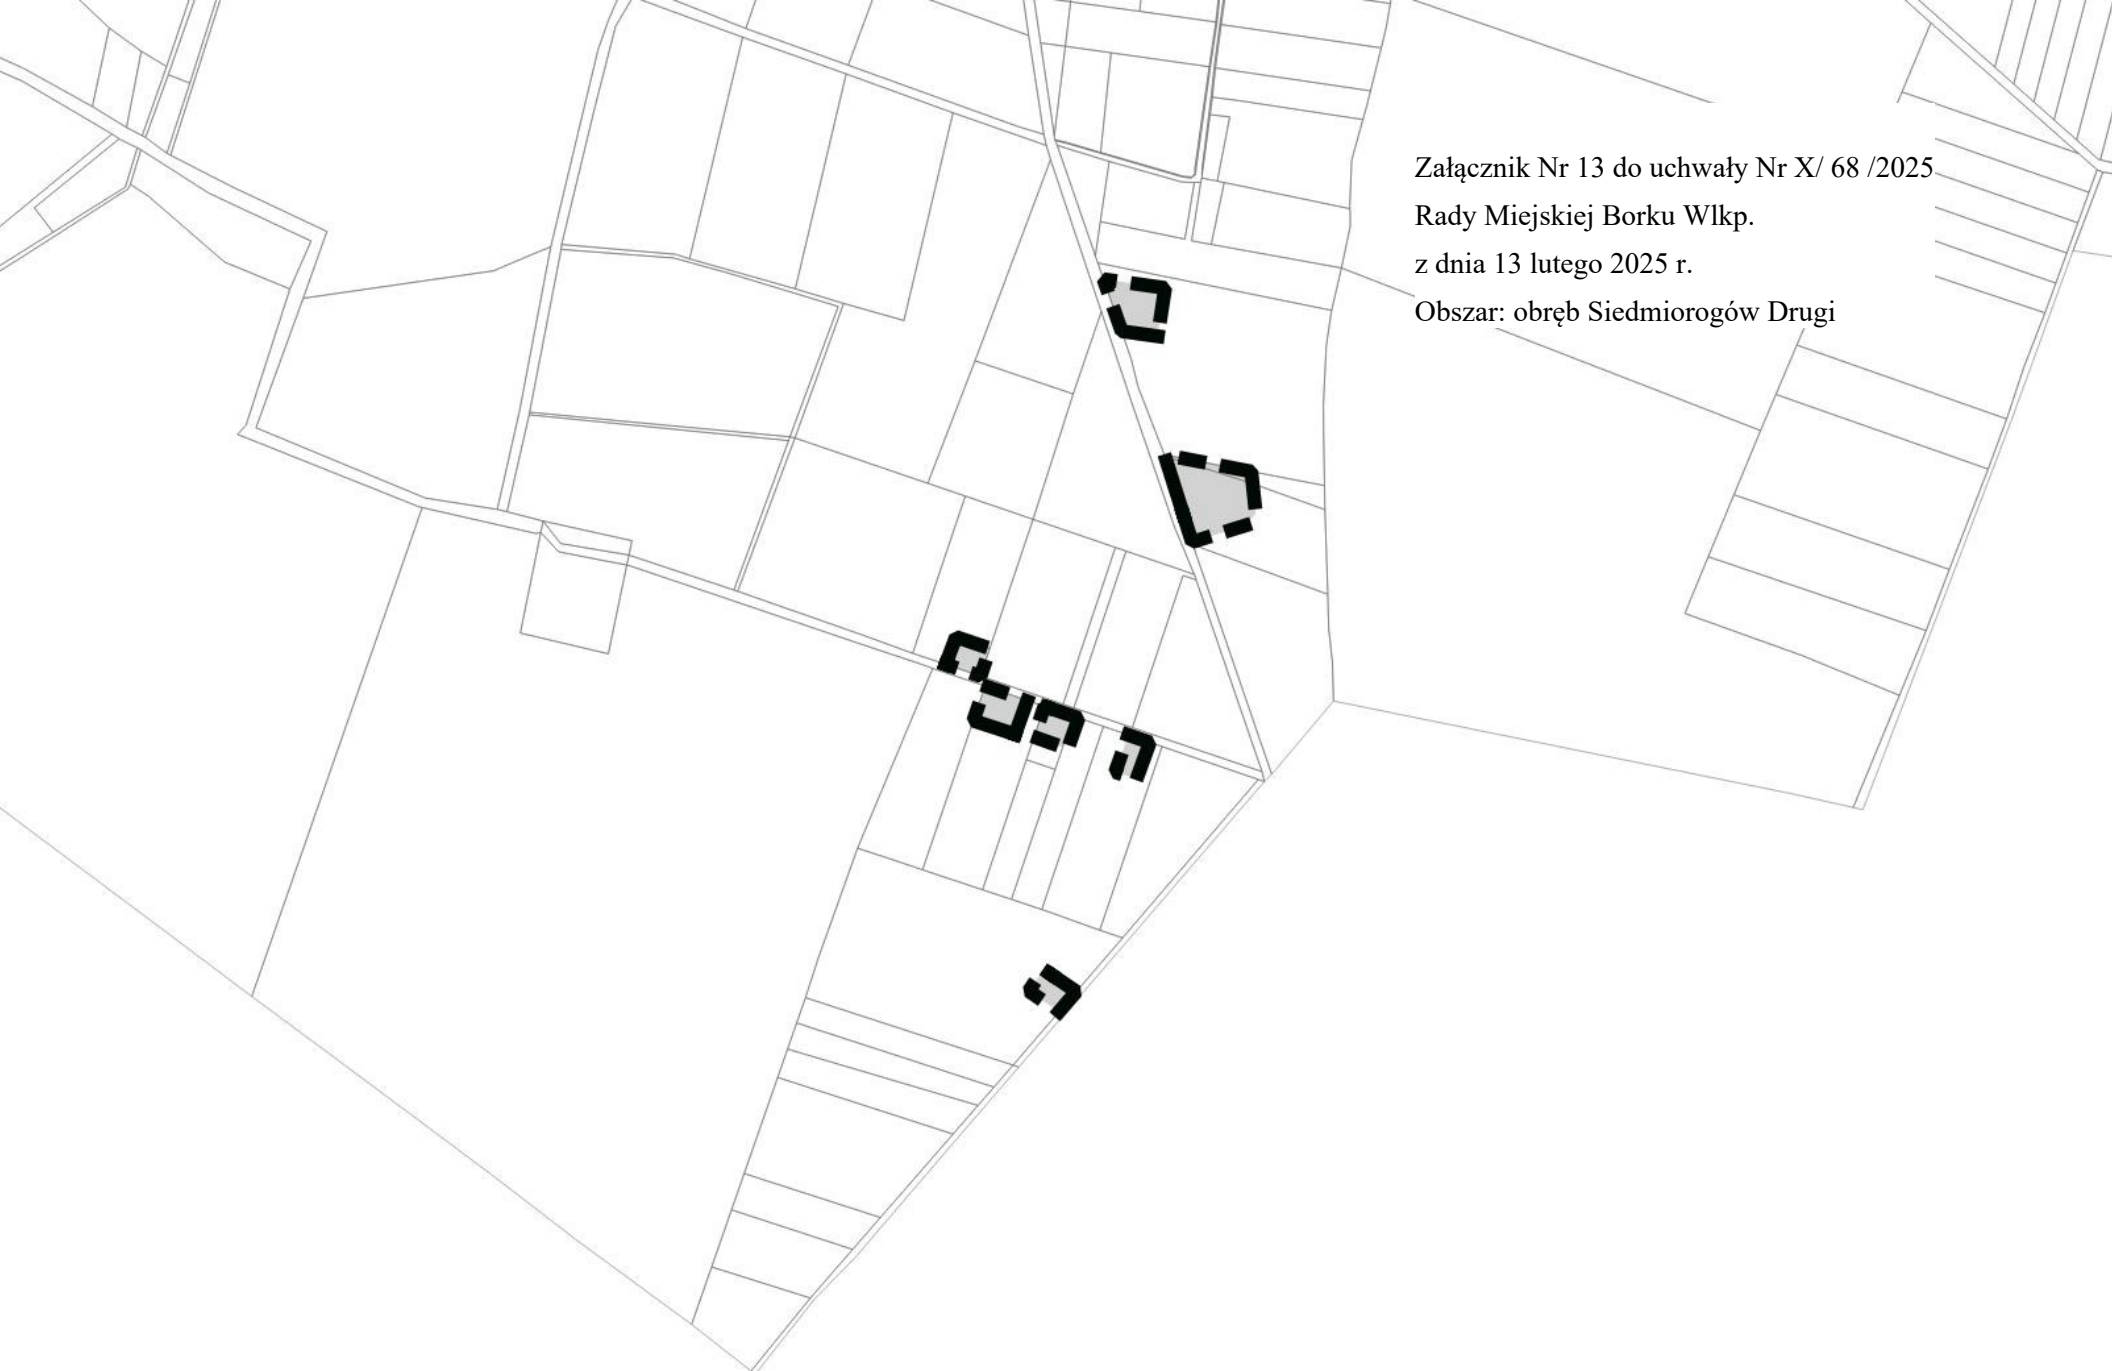 Załącznik Nr 13 do uchwały Nr X/ 68 /2025
Rady Miejskiej Borku Wlkp.
z dnia 13 lutego 2025 r.
Obszar: obręb Siedmiorogów Drugi